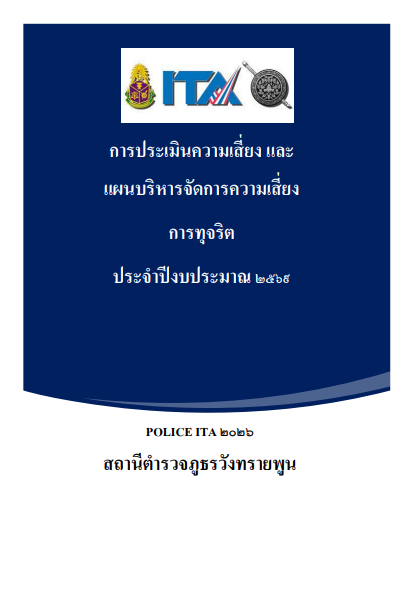 ITA
การประเมินความเสี่ยง และ
แผนบริหารจัดการความเสี่ยง
การทุจริต
ประจำปีงบประมาณ ๒๕๖๙
POLICE ITA ๒๐๒๖
สถานีตำรวจภูธรวังทรายพูน